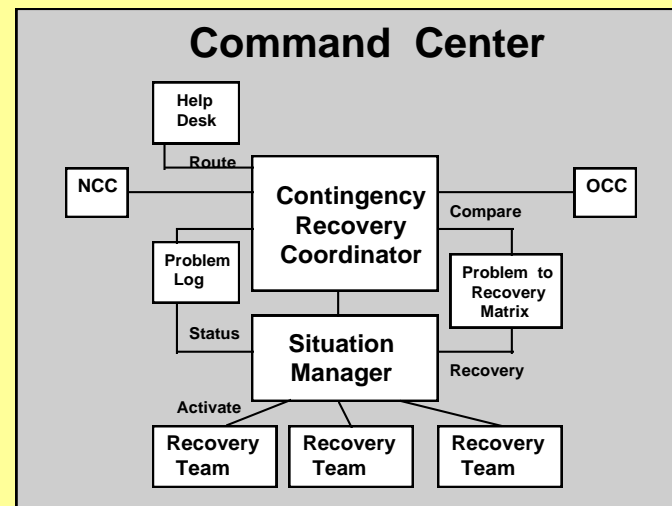 Command Center
Help
Desk
Route
NCC
Contingency
Recovery
Coordinator
OCC
Compare
Problem
Log
Problem to
Recovery
Matrix
Status
Situation
Manager
Recovery
Activate
Recovery
Team
Recovery
Team
Recovery
Team